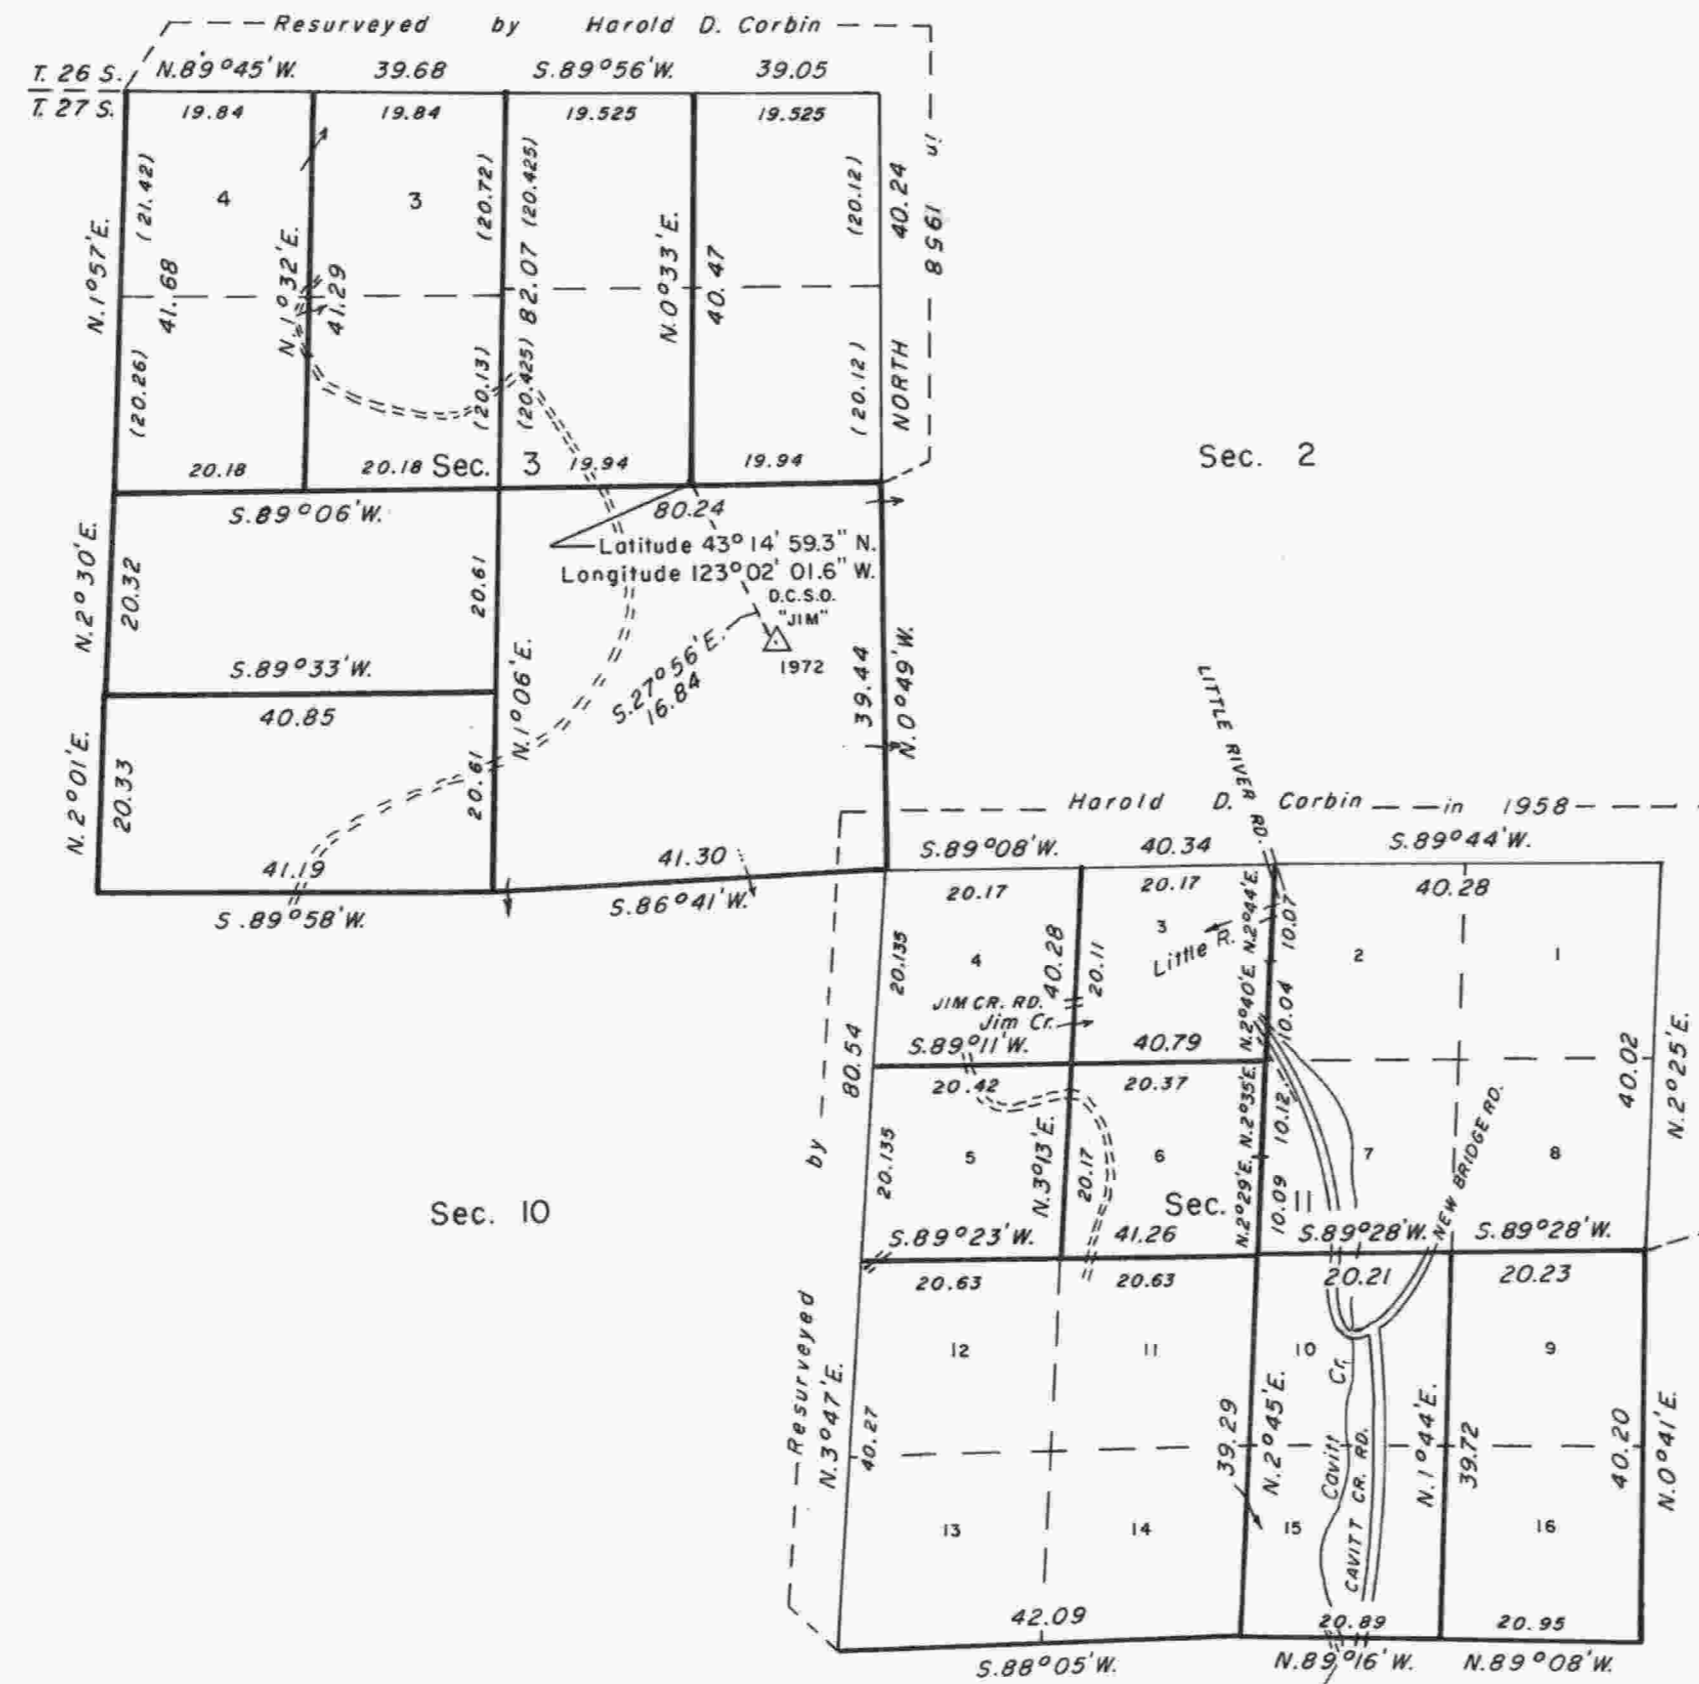 — — — Resurveyed by Harold D. Corbin — — —
in 1958
T. 26 S. N.89°45'W. 39.68 S.89°56'W. 39.05
T. 27 S. 19.84 19.84 19.525 19.525
(21.42) (20.72) (20.425) (20.12) 40.24
4 3
N.1°57'E. 41.68 N.1°32'E. 41.29 82.07 N.0°33'E. 40.47
(20.26) (20.13) (20.425) (20.12) NORTH
20.18 20.18 Sec. 3 19.94 19.94
Sec. 2
S.89°06'W. 80.24
Latitude 43°14'59.3" N.
Longitude 123°02'01.6" W.
D.C.S.O.
"JIM"
1972
N.2°30'E. 20.32 20.61
S.27°56'E.
16.84
S.89°33'W.
40.85
N.1°06'E. 39.44 N.0°49'W.
N.2°01'E. 20.33 20.61
41.19 41.30
S.89°58'W. S.86°41'W.
LITTLE RIVER RD.
Harold D. Corbin — — in 1958 — — —
S.89°08'W. 40.34 S.89°44'W.
20.17 20.17 40.28
20.135 4 40.28 20.11 3 Little R. N.2°44'E. 10.07 2 1
JIM CR. RD.
Jim Cr.
N.2°40'E. 10.04
S.89°11'W. 40.79
80.54 40.02 N.2°25'E.
20.42 20.37
20.135 5 N.3°13'E. 20.17 6 N.2°35'E. 10.12 7 NEW BRIDGE RD. 8
Sec. 10
Sec. 11
N.2°29'E. 10.09
S.89°23'W. 41.26 S.89°28'W. S.89°28'W.
20.63 20.63 20.21 20.23
12 11 10 9
Resurveyed by
N.3°47'E. 40.27 39.29 N.2°45'E. Cavitt Cr. CAVITT CR. RD. N.1°44'E. 39.72 40.20 N.0°41'E.
13 14 15 16
42.09 20.89 20.95
S.88°05'W. N.89°16'W. N.89°08'W.